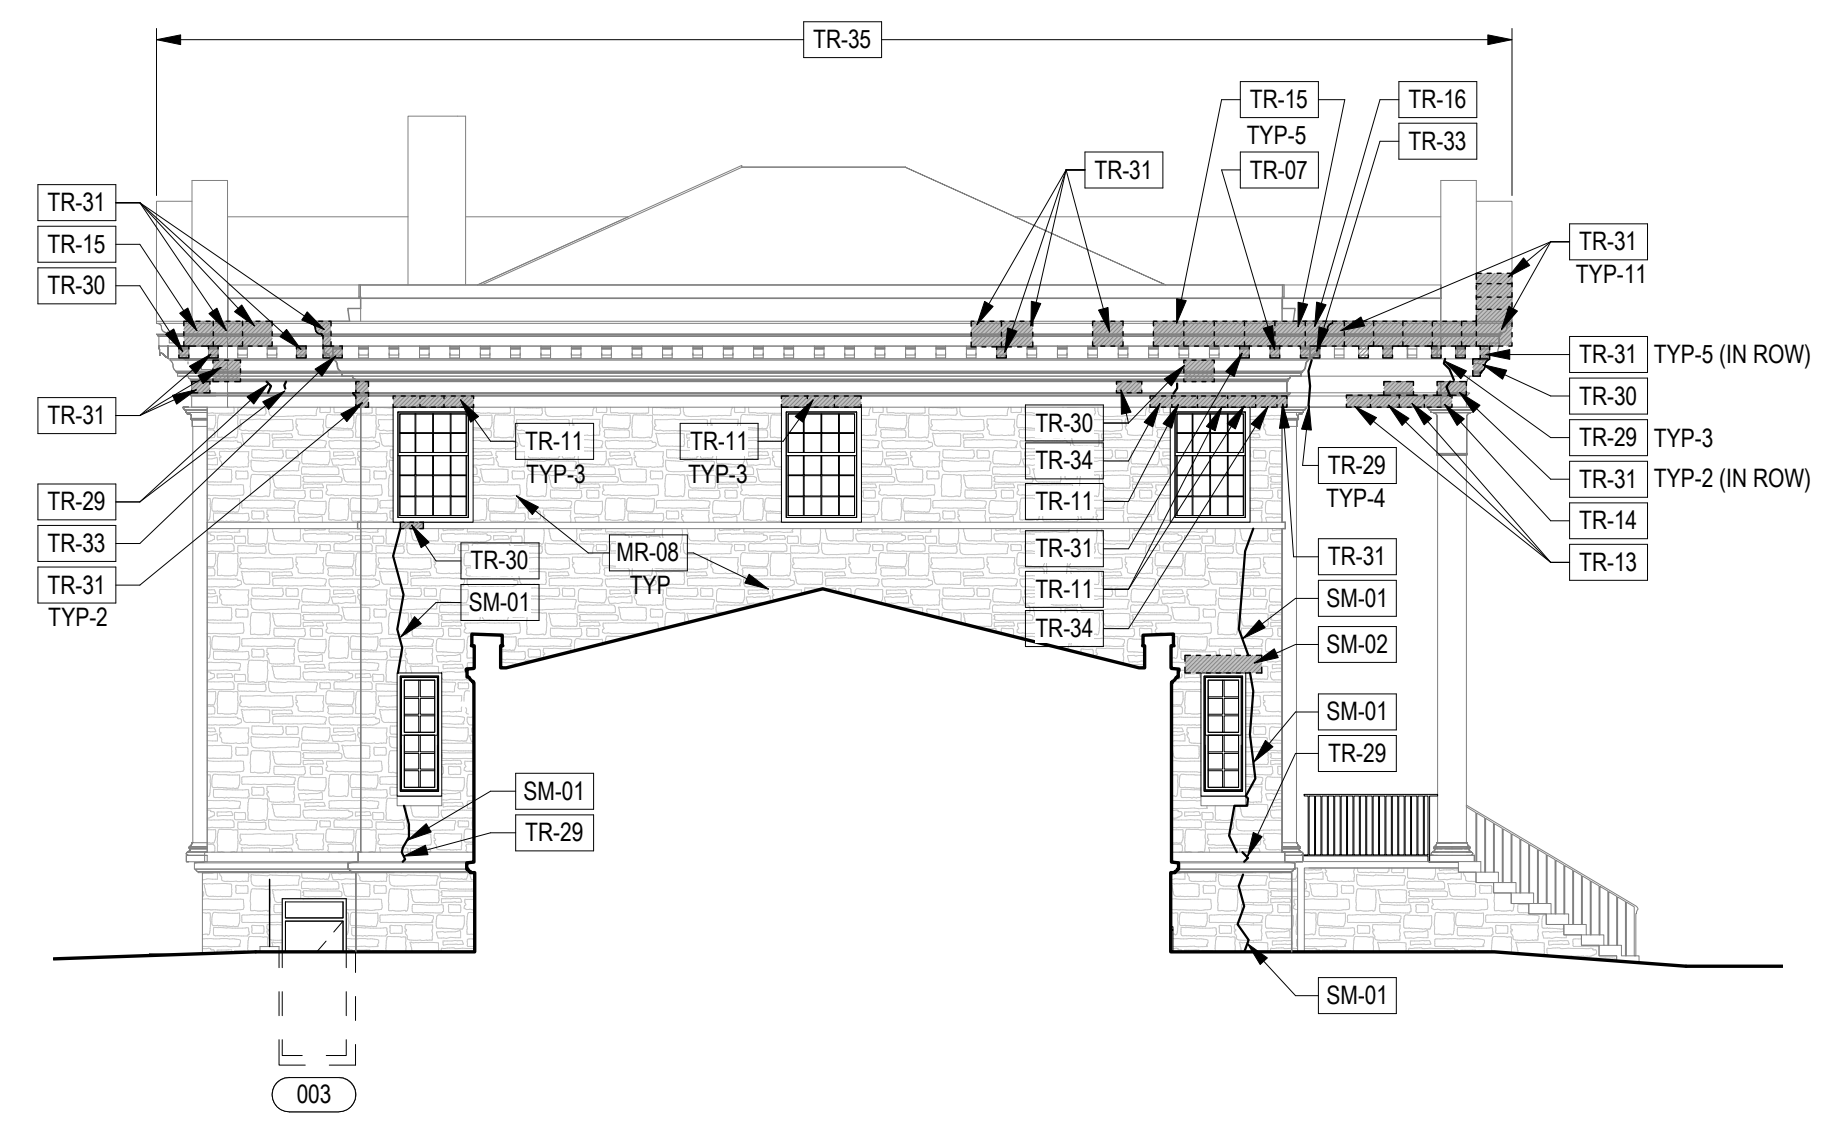 TR-35
TR-15
TYP-5
TR-07
TR-16
TR-33
TR-31
TR-31
TR-15
TR-30
TR-31
TYP-11
TR-31 TYP-5 (IN ROW)
TR-30
TR-29 TYP-3
TR-31 TYP-2 (IN ROW)
TR-14
TR-13
TR-31
TR-29
TR-33
TR-31
TYP-2
TR-11
TYP-3
TR-11
TYP-3
TR-30
TR-34
TR-11
TR-31
TR-11
TR-34
TR-29
TYP-4
TR-30
SM-01
MR-08
TYP
TR-31
SM-01
SM-02
SM-01
TR-29
SM-01
TR-29
SM-01
003